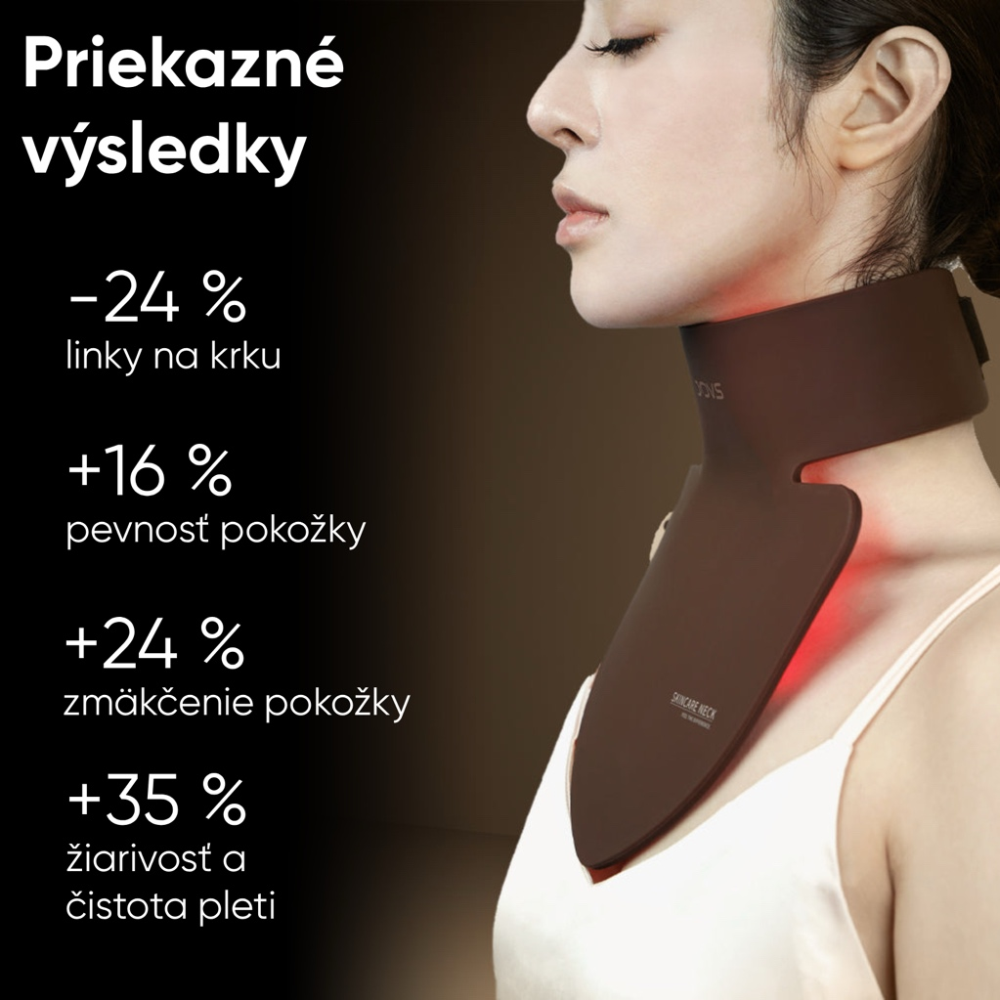 Priekazné
výsledky
-24 %
linky na krku
+16 %
pevnosť pokožky
+24 %
zmäkčenie pokožky
+35 %
žiarivosť a
čistota pleti
SKINCARE NECK